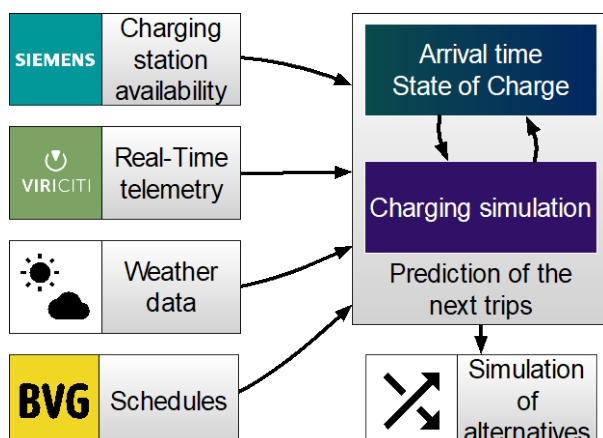 SIEMENS
Charging
station
availability
VIRICITI
Real-Time
telemetry
Weather
data
BVG
Schedules
Arrival time
State of Charge
Charging simulation
Prediction of the
next trips
Simulation
of
alternatives